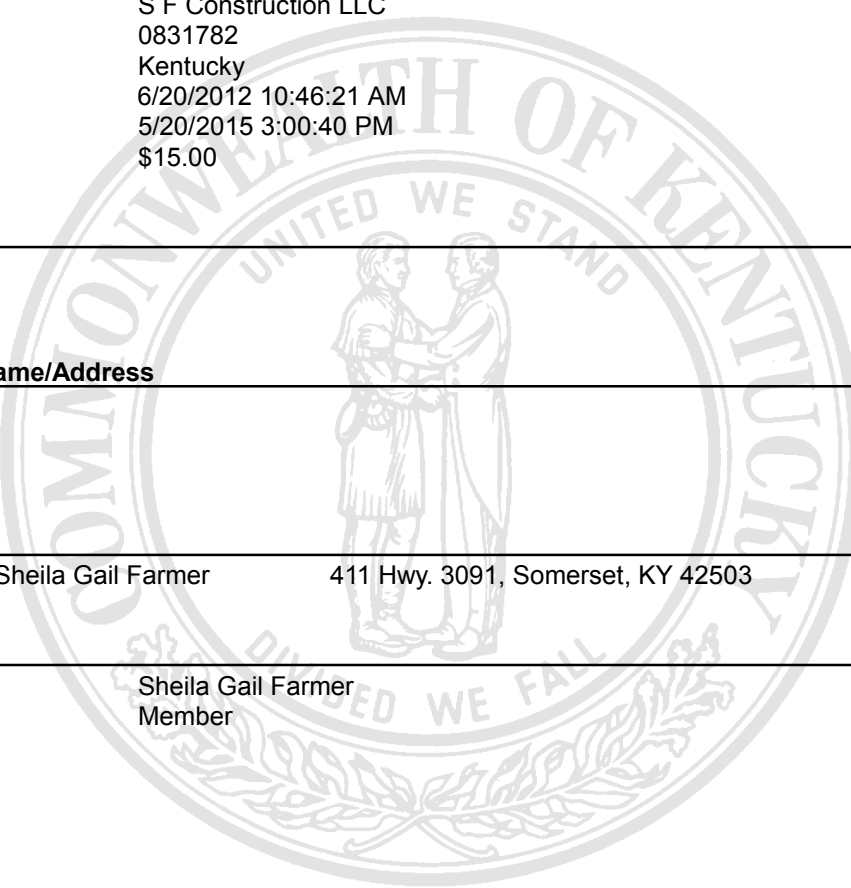 S F Construction LLC
0831782
Kentucky
6/20/2012 10:46:21 AM
5/20/2015 3:00:40 PM
$15.00
COMMONWEALTH OF KENTUCKY
UNITED WE STAND
ame/Address
Sheila Gail Farmer 411 Hwy. 3091, Somerset, KY 42503
DIVIDED WE FALL
Sheila Gail Farmer
Member